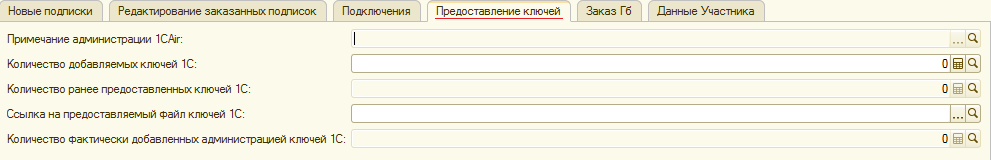 Новые подписки Редактирование заказанных подписок Подключения Предоставление ключей Заказ Гб Данные Участника
Примечание администрации 1CAir: ...
Количество добавляемых ключей 1С: 0
Количество ранее предоставленных ключей 1С: 0
Ссылка на предоставляемый файл ключей 1С: ...
Количество фактически добавленных администрацией ключей 1С: 0